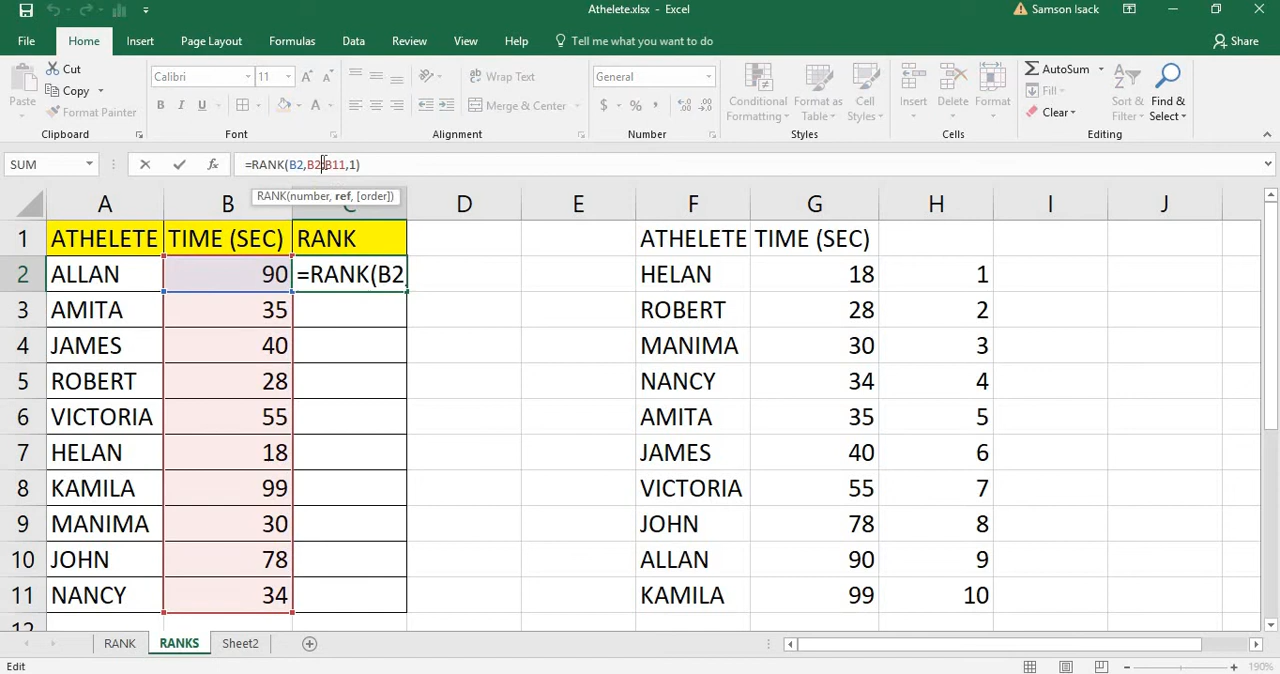 Athelete.xlsx - Excel
Samson Isack
File Home Insert Page Layout Formulas Data Review View Help Tell me what you want to do Share
Paste
Cut
Copy
Format Painter
Clipboard
Calibri 11
B I U
Font
Wrap Text
Merge & Center
Alignment
General
$ % ,
Number
Conditional Formatting
Format as Table
Cell Styles
Styles
Insert Delete Format
Cells
AutoSum
Fill
Clear
Sort & Filter
Find & Select
Editing
SUM fx =RANK(B2,B2:B11,1)
RANK(number, ref, [order])
A B C D E F G H I J
1 ATHELETE TIME (SEC) RANK ATHELETE TIME (SEC)
2 ALLAN 90 =RANK(B2, HELAN 18 1
3 AMITA 35 ROBERT 28 2
4 JAMES 40 MANIMA 30 3
5 ROBERT 28 NANCY 34 4
6 VICTORIA 55 AMITA 35 5
7 HELAN 18 JAMES 40 6
8 KAMILA 99 VICTORIA 55 7
9 MANIMA 30 JOHN 78 8
10 JOHN 78 ALLAN 90 9
11 NANCY 34 KAMILA 99 10
12
RANK RANKS Sheet2
Edit 190%